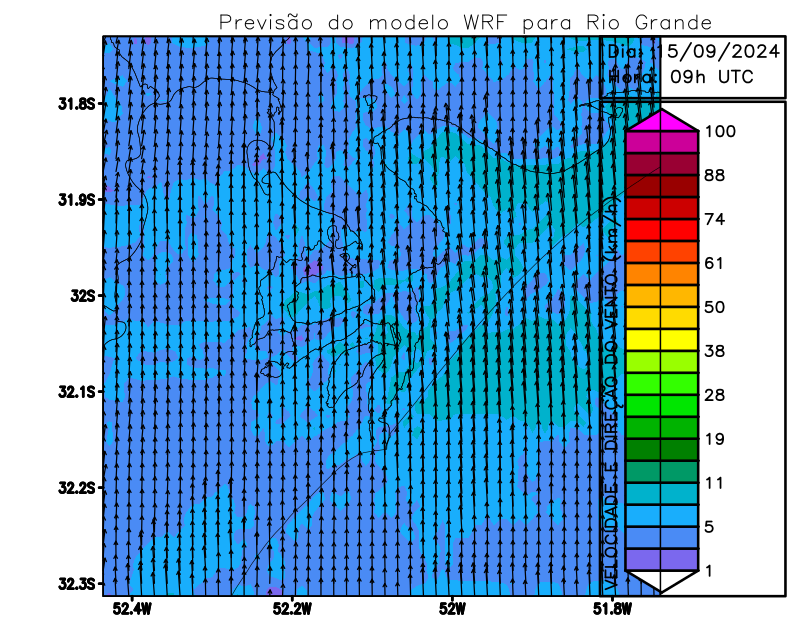 Previsão do modelo WRF para Rio Grande
Dia: 15/09/2024
Hora: 09h UTC
31.8S
31.9S
32S
32.1S
32.2S
32.3S
52.4W
52.2W
52W
51.8W
VELOCIDADE E DIREÇÃO DO VENTO (km/h)
100
88
74
61
50
38
28
19
11
5
1